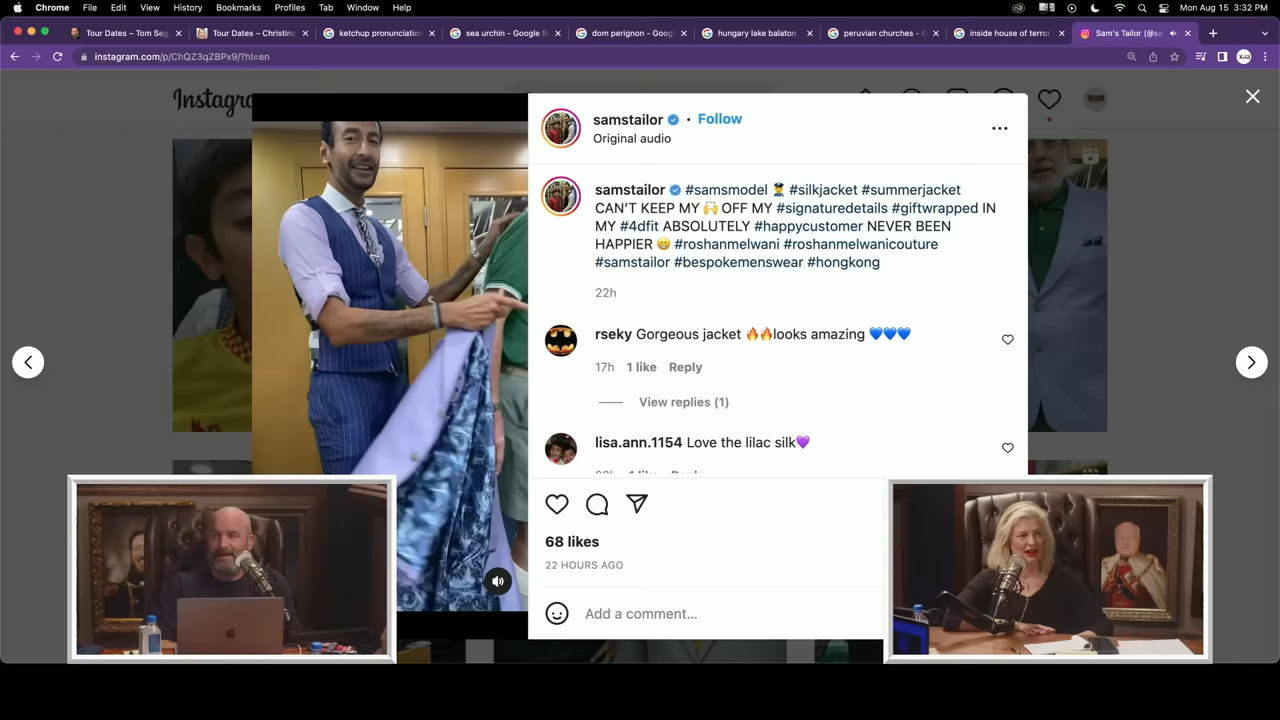 Chrome File Edit View History Bookmarks Profiles Tab Window Help Mon Aug 15 3:32 PM
Tour Dates – Tom Seg Tour Dates – Christina ketchup pronunciation sea urchin - Google S dom perignon - Goog hungary lake balaton peruvian churches - G inside house of terror Sam's Tailor (@sa
instagram.com/p/ChQZ3qZBPx9/?hl=en
Instagra
samstailor • Follow
Original audio
samstailor #samsmodel 👮 #silkjacket #summerjacket
CAN'T KEEP MY 🙌 OFF MY #signaturedetails #giftwrapped IN
MY #4dfit ABSOLUTELY #happycustomer NEVER BEEN
HAPPIER 😁 #roshanmelwani #roshanmelwanicouture
#samstailor #bespokemenswear #hongkong
22h
rseky Gorgeous jacket 🔥🔥looks amazing 💙💙💙
17h 1 like Reply
View replies (1)
lisa.ann.1154 Love the lilac silk💜
68 likes
22 HOURS AGO
Add a comment...